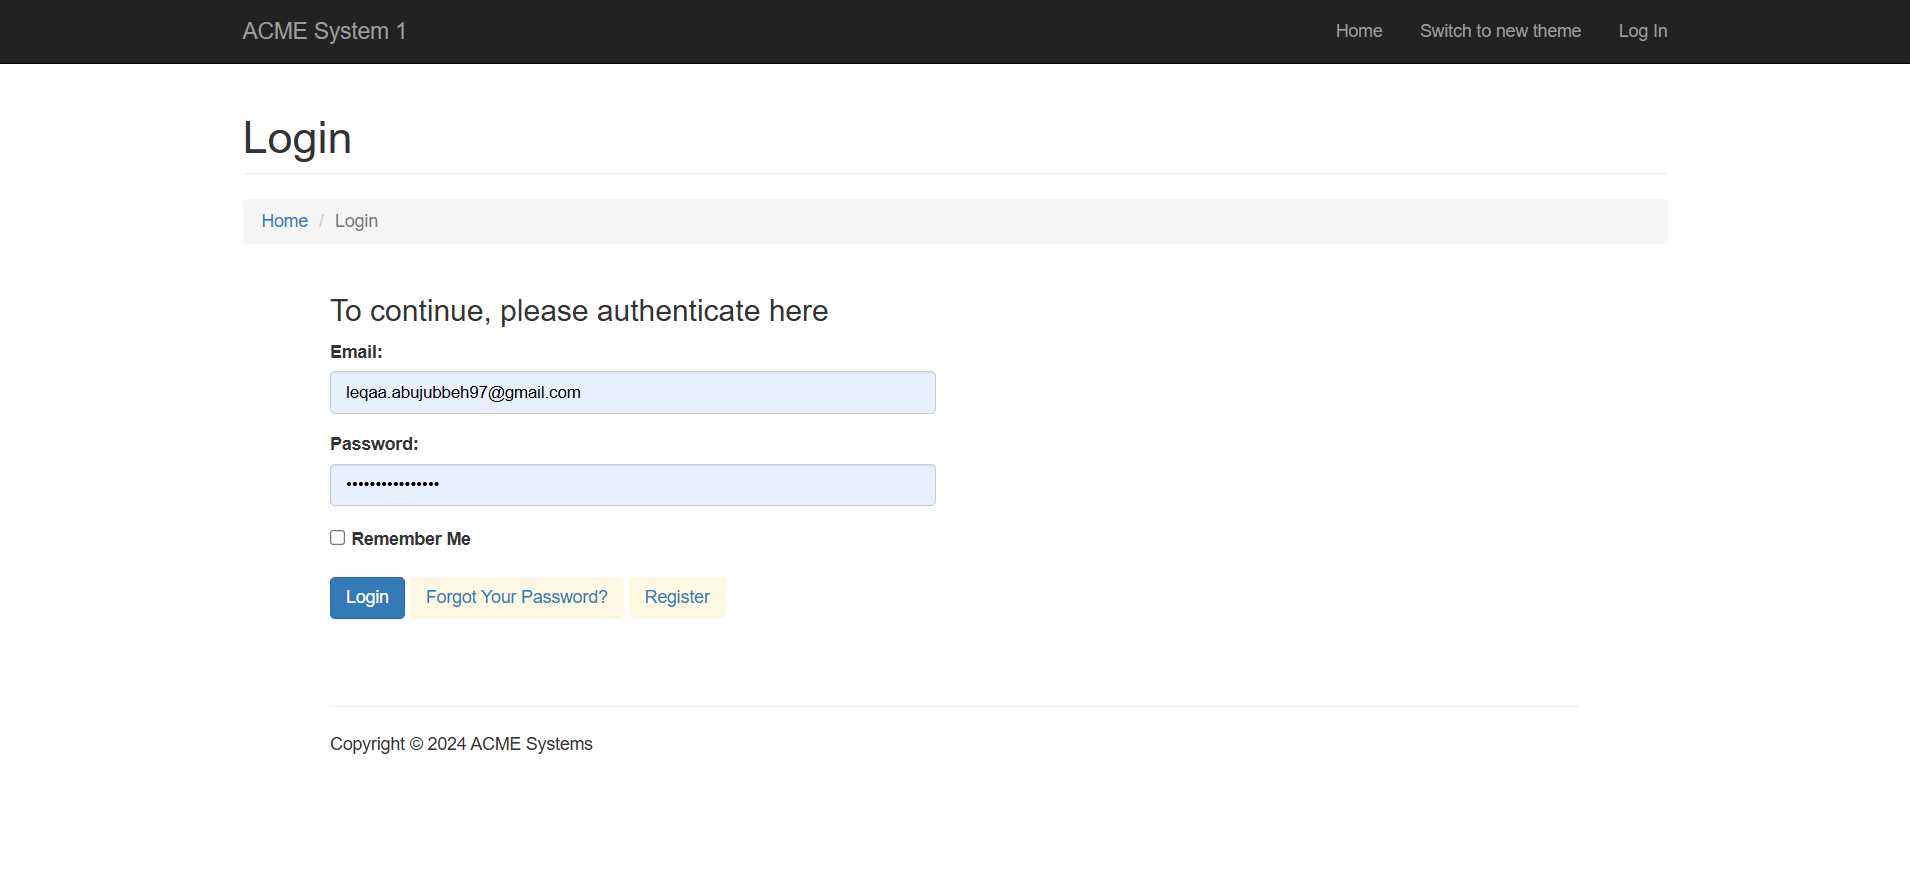 ACME System 1 Home Switch to new theme Log In
Login
Home / Login
To continue, please authenticate here
Email:
leqaa.abujubbeh97@gmail.com
Password:
••••••••••••••••
Remember Me
Login Forgot Your Password? Register
Copyright © 2024 ACME Systems